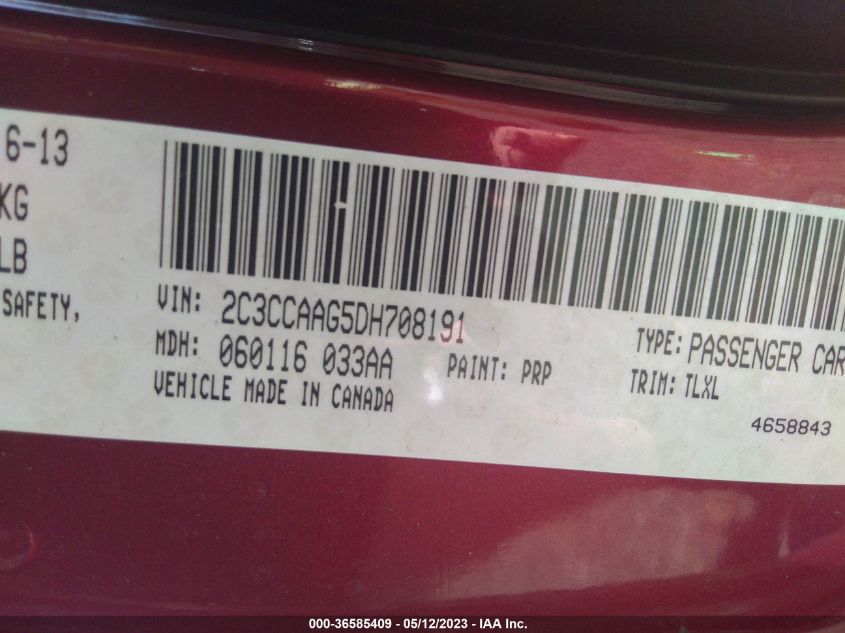 6-13
KG
LB
SAFETY,
VIN: 2C3CCAAG5DH708191
MDH: 060116 033AA
PAINT: PRP
VEHICLE MADE IN CANADA
TYPE: PASSENGER CAR
TRIM: TLXL
4658843
000-36585409 - 05/12/2023 - IAA Inc.